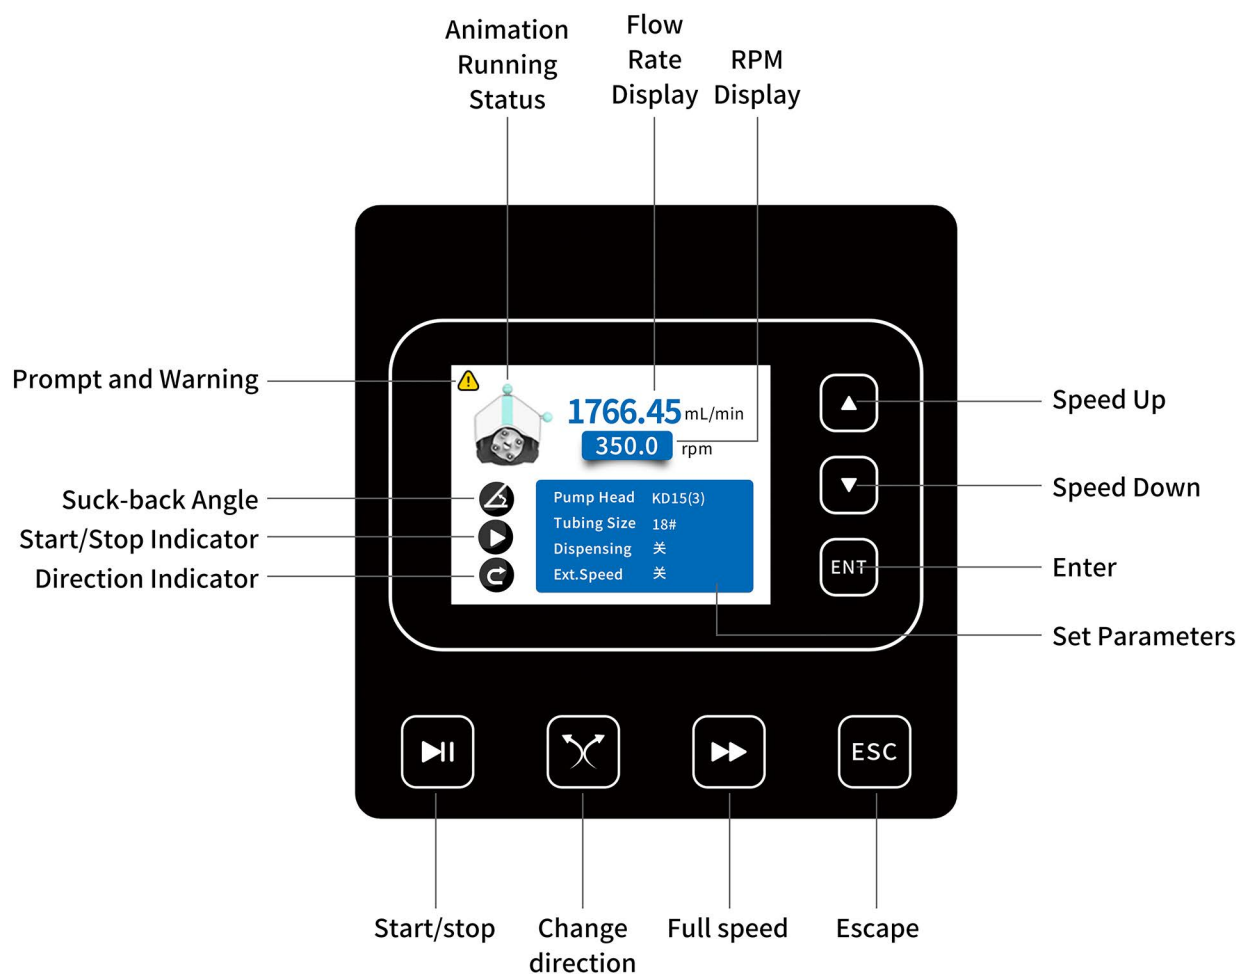 Animation
Running
Status
Flow
Rate
Display
RPM
Display
Prompt and Warning
1766.45 mL/min
350.0 rpm
Speed Up
Suck-back Angle
Start/Stop Indicator
Direction Indicator
Pump Head KD15(3)
Tubing Size 18#
Dispensing 关
Ext.Speed 关
Speed Down
ENT
Enter
Set Parameters
ESC
Start/stop
Change
direction
Full speed
Escape